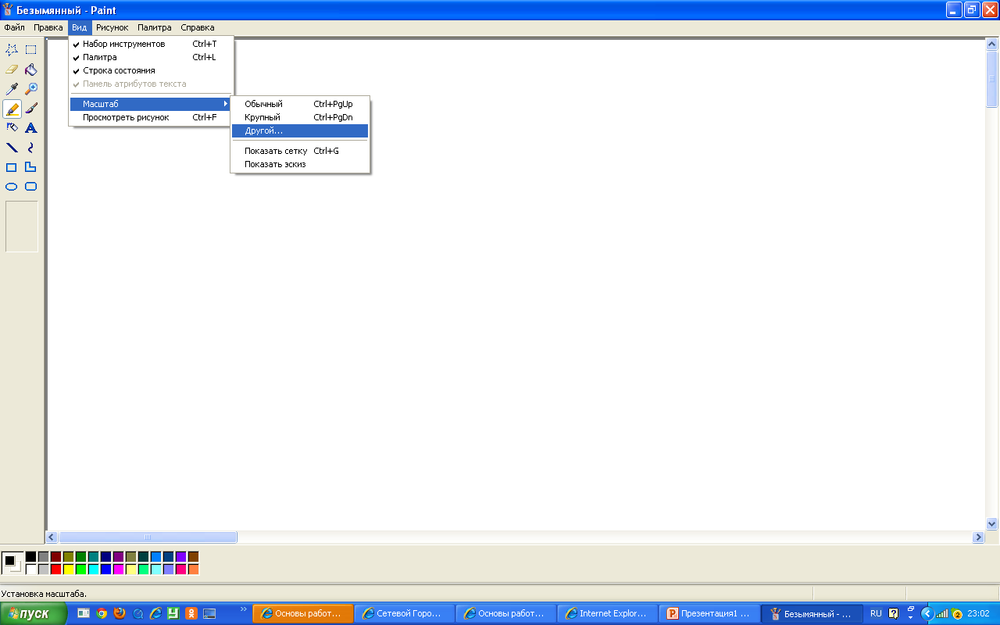 Безымянный - Paint
Файл Правка Вид Рисунок Палитра Справка
Набор инструментов Ctrl+T
Палитра Ctrl+L
Строка состояния
Панель атрибутов текста
Масштаб
Просмотреть рисунок Ctrl+F
Обычный Ctrl+PgUp
Крупный Ctrl+PgDn
Другой...
Показать сетку Ctrl+G
Показать эскиз
Установка масштаба.
пуск
Основы работ...
Сетевой Горо...
Основы работ...
Internet Explor...
Презентация1 ...
Безымянный - ...
RU
2
23:02